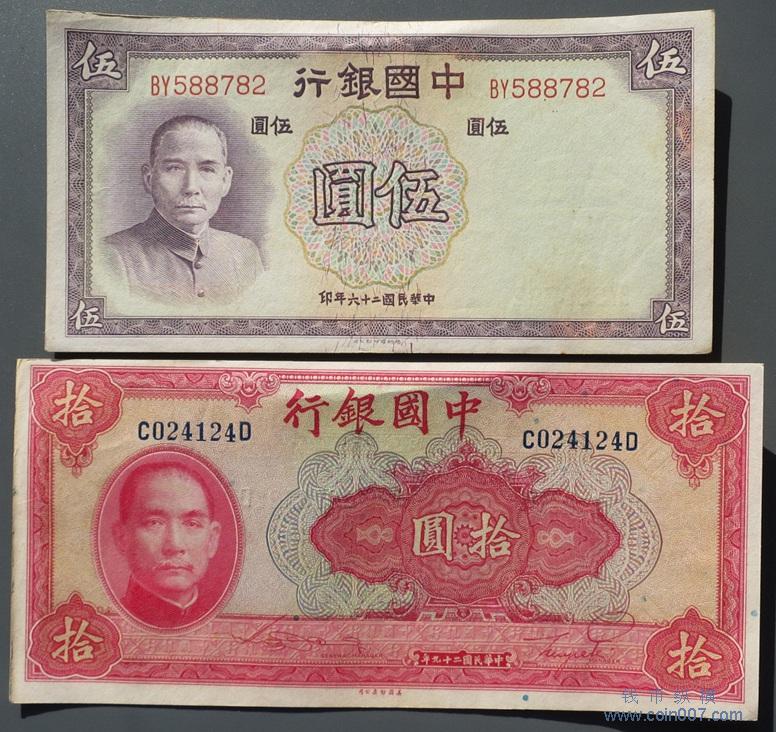 伍 伍
BY588782 中國銀行 BY588782
伍圓 伍圓
伍圓
中華民國二十六年印
伍 伍
拾 拾
中國銀行
C024124D C024124D
拾圓
中華民國二十九年
拾 拾
钱币纵横
www.coin007.com